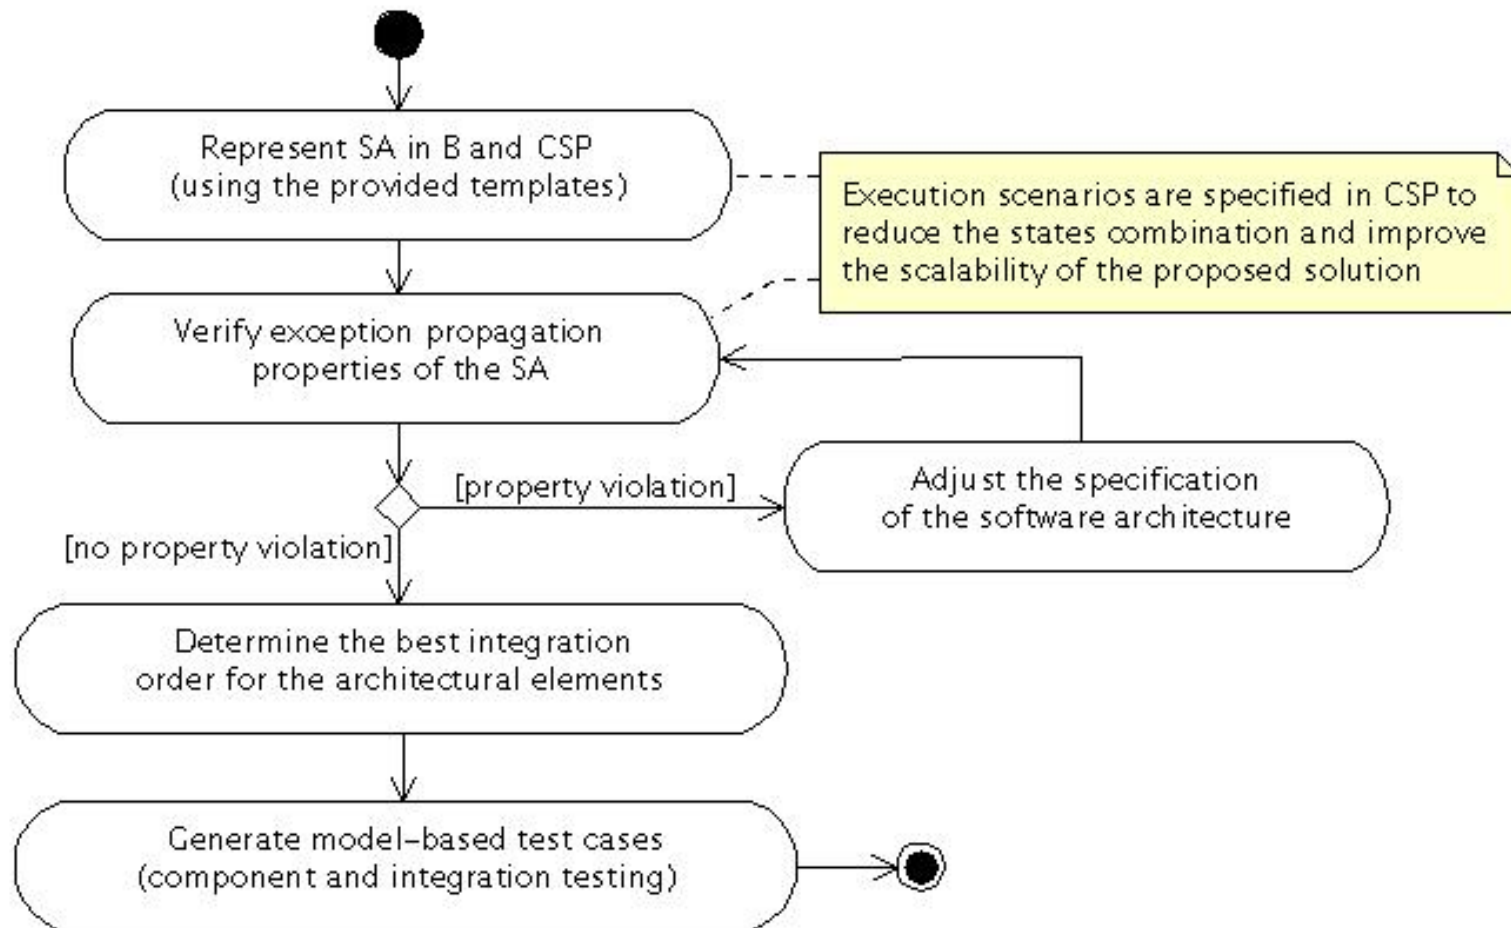 Represent SA in B and CSP
(using the provided templates)
Execution scenarios are specified in CSP to
reduce the states combination and improve
the scalability of the proposed solution
Verify exception propagation
properties of the SA
[property violation]
Adjust the specification
of the software architecture
[no property violation]
Determine the best integration
order for the architectural elements
Generate model-based test cases
(component and integration testing)